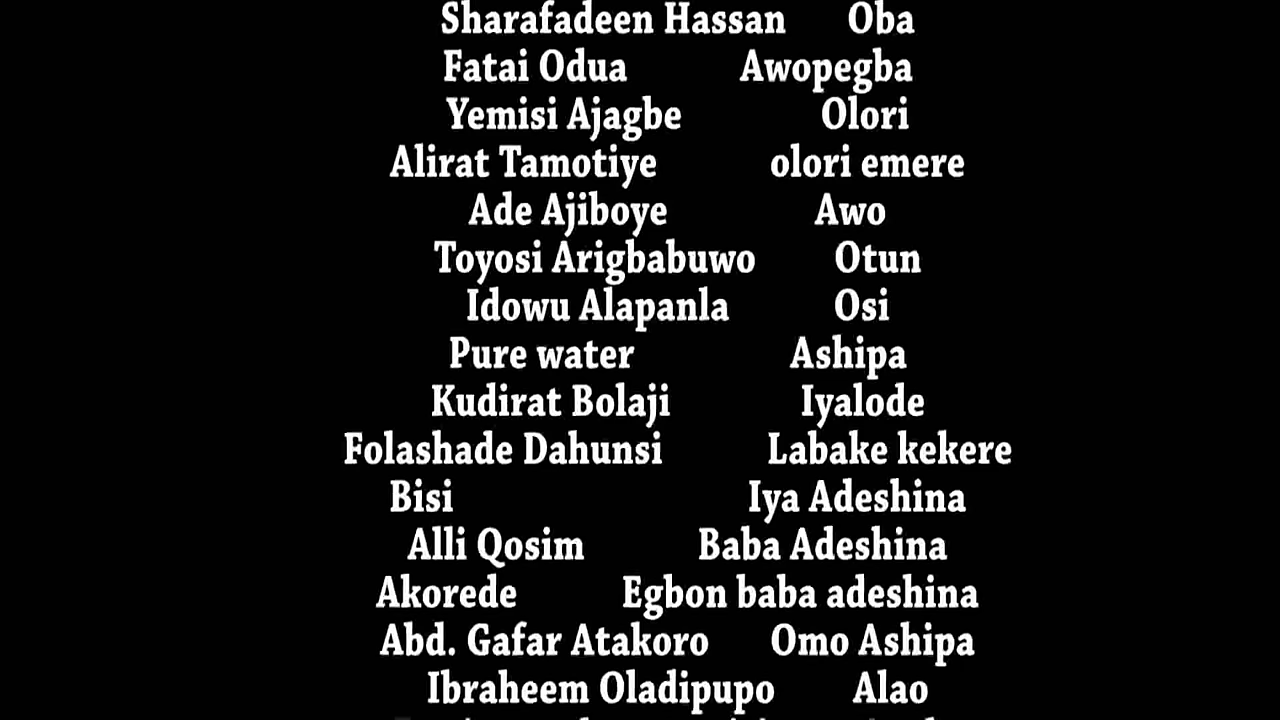 Sharafadeen Hassan Oba
Fatai Odua Awopegba
Yemisi Ajagbe Olori
Alirat Tamotiye olori emere
Ade Ajiboye Awo
Toyosi Arigbabuwo Otun
Idowu Alapanla Osi
Pure water Ashipa
Kudirat Bolaji Iyalode
Folashade Dahunsi Labake kekere
Bisi Iya Adeshina
Alli Qosim Baba Adeshina
Akorede Egbon baba adeshina
Abd. Gafar Atakoro Omo Ashipa
Ibraheem Oladipupo Alao